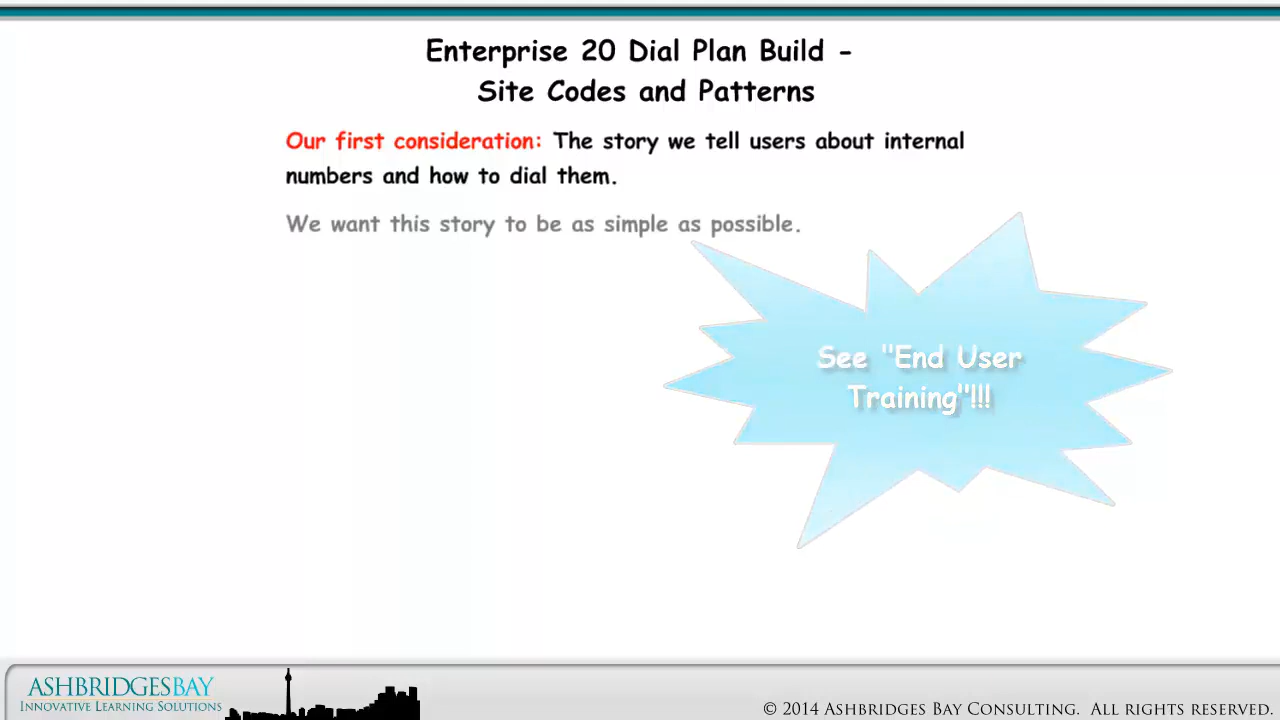 Enterprise 20 Dial Plan Build -
Site Codes and Patterns
Our first consideration: The story we tell users about internal
numbers and how to dial them.
We want this story to be as simple as possible.
See "End User
Training"!!!
ASHBRIDGESBAY
INNOVATIVE LEARNING SOLUTIONS
© 2014 ASHBRIDGES BAY CONSULTING. ALL RIGHTS RESERVED.